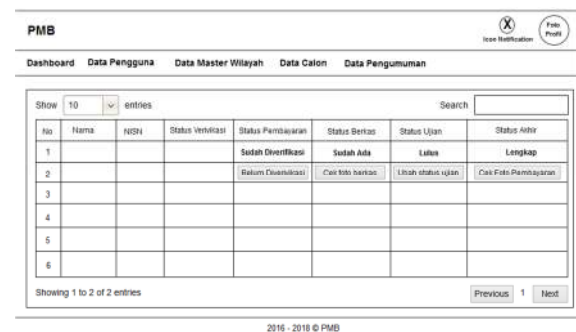 PMB
X
Icon Notification
Foto Profil
Dashboard Data Pengguna Data Master Wilayah Data Calon Data Pengumuman
Show 10 entries Search
No Nama NISN Status Verivikasi Status Pembayaran Status Berkas Status Ujian Status Akhir
1 Sudah Diverifikasi Sudah Ada Lulus Lengkap
2 Belum Diverivikasi Cek foto berkas Ubah status ujian Cek Foto Pembayaran
3
4
5
6
Showing 1 to 2 of 2 entries Previous 1 Next
2016 - 2018 © PMB